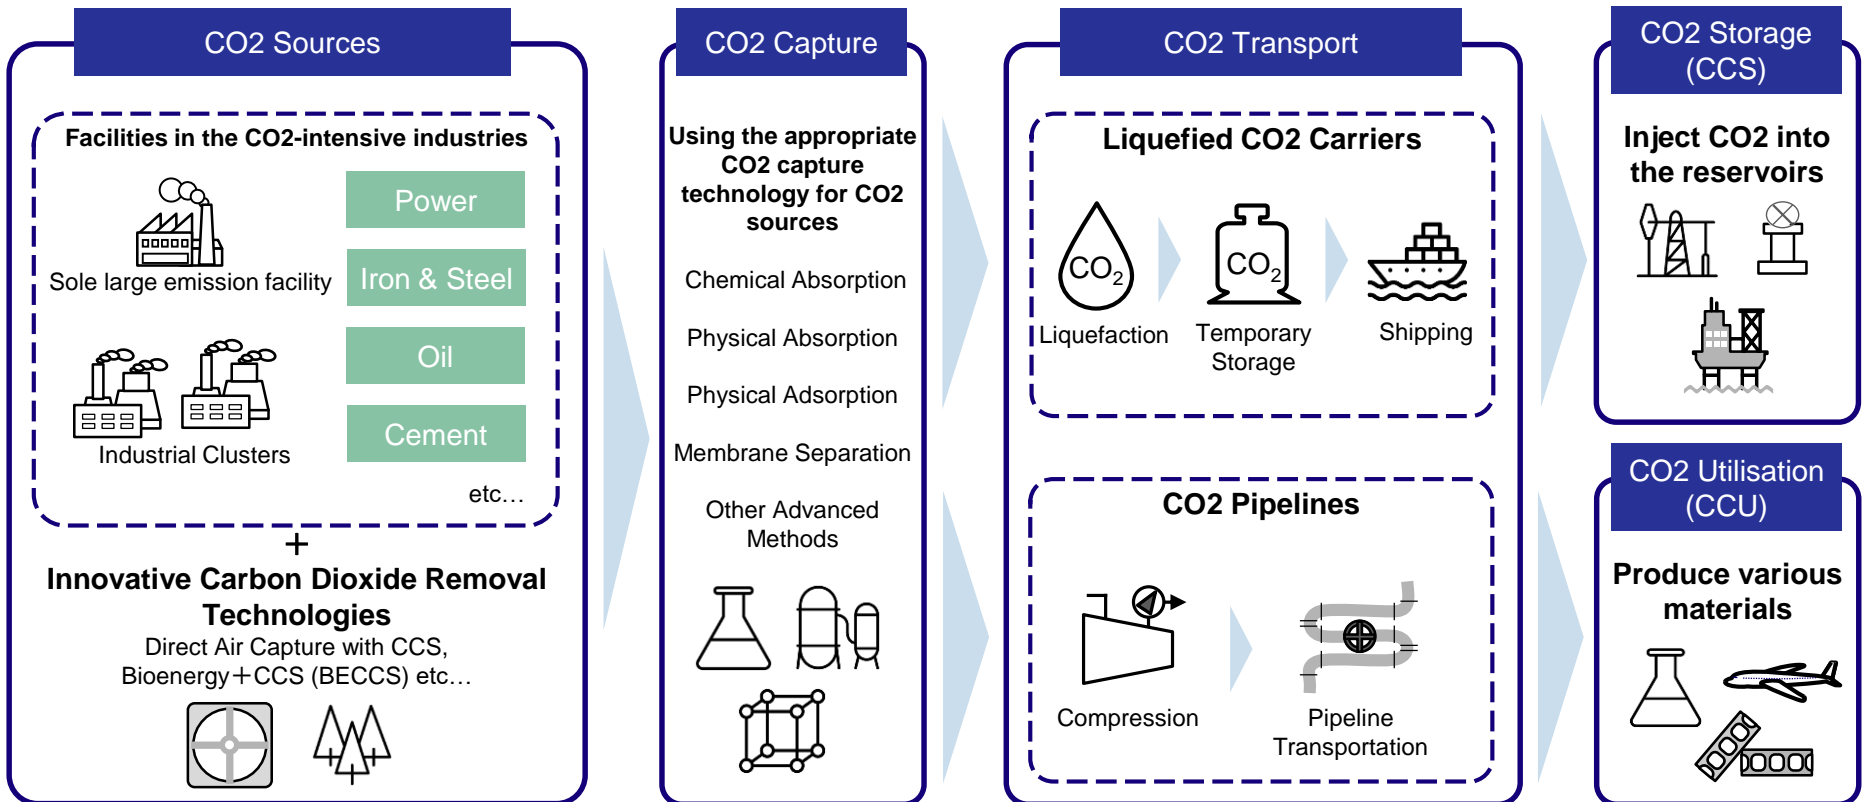 CO2 Sources
Facilities in the CO2-intensive industries
Sole large emission facility
Industrial Clusters
Power
Iron & Steel
Oil
Cement
etc…
+
Innovative Carbon Dioxide Removal
Technologies
Direct Air Capture with CCS,
Bioenergy＋CCS (BECCS) etc…
CO2 Capture
Using the appropriate
CO2 capture
technology for CO2
sources
Chemical Absorption
Physical Absorption
Physical Adsorption
Membrane Separation
Other Advanced
Methods
CO2 Transport
Liquefied CO2 Carriers
CO₂
Liquefaction
CO₂
Temporary
Storage
Shipping
CO2 Pipelines
Compression
Pipeline
Transportation
CO2 Storage
(CCS)
Inject CO2 into
the reservoirs
CO2 Utilisation
(CCU)
Produce various
materials